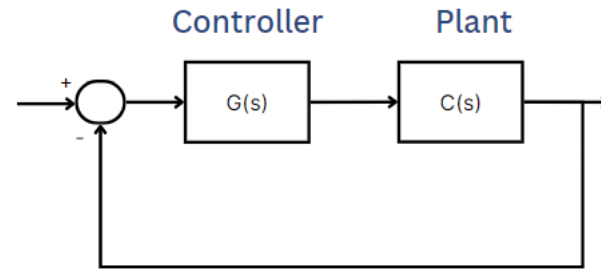 Controller Plant
+
G(s) C(s)
-